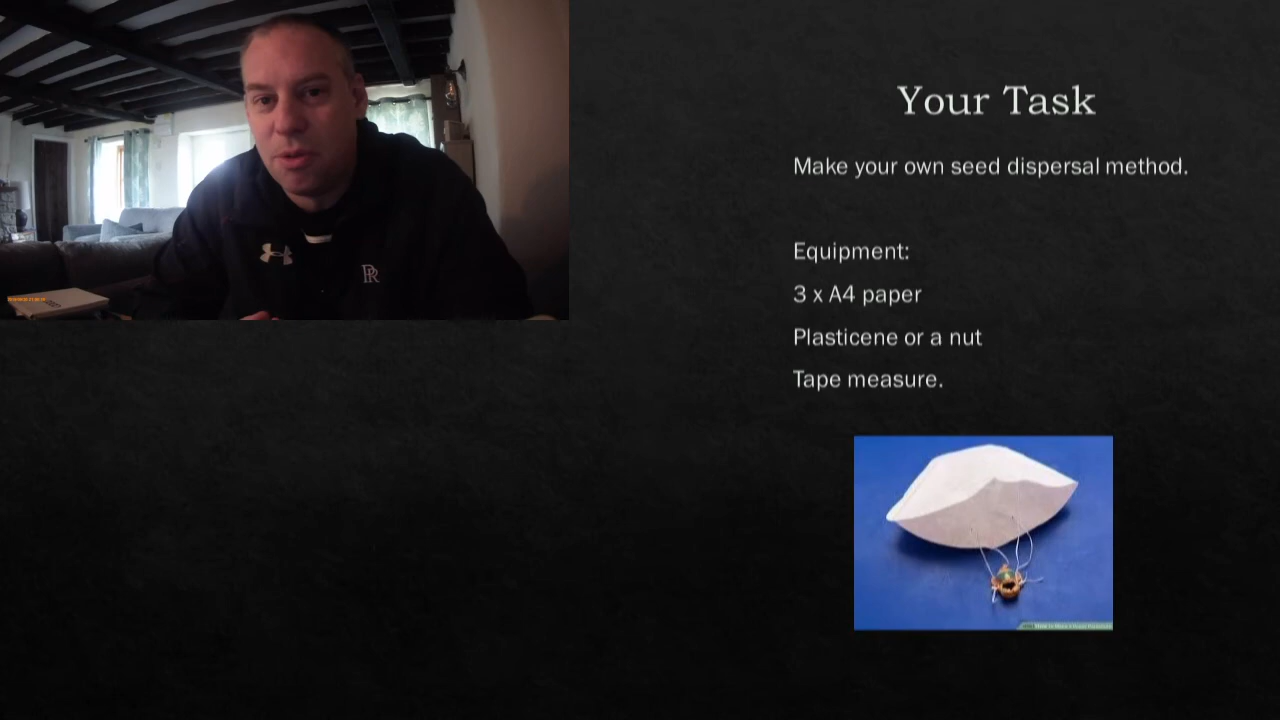 Your Task
Make your own seed dispersal method.
Equipment:
3 x A4 paper
Plasticene or a nut
Tape measure.